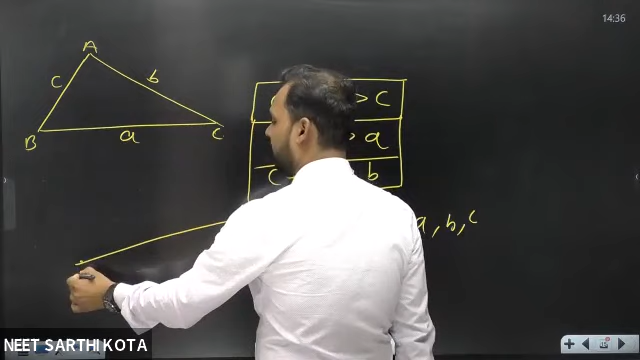 14:36
A
c b
B a C
> c
> a
c b
a, b, c
NEET SARTHI KOTA